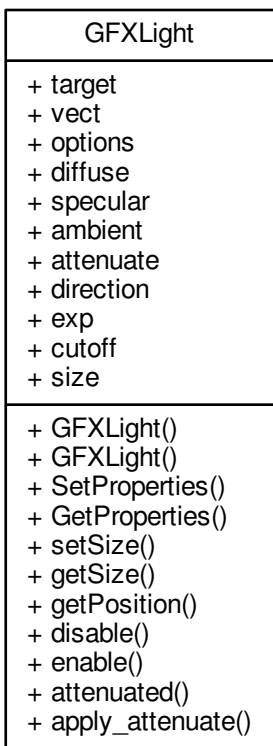 GFXLight
+ target
+ vect
+ options
+ diffuse
+ specular
+ ambient
+ attenuate
+ direction
+ exp
+ cutoff
+ size
+ GFXLight()
+ GFXLight()
+ SetProperties()
+ GetProperties()
+ setSize()
+ getSize()
+ getPosition()
+ disable()
+ enable()
+ attenuated()
+ apply_attenuate()